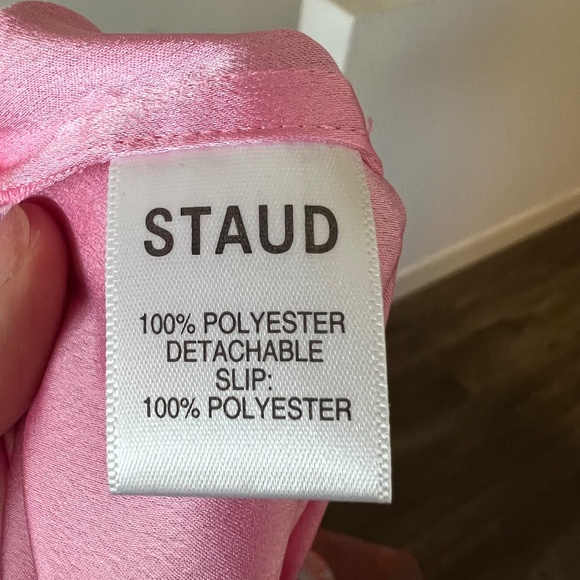 STAUD
100% POLYESTER
DETACHABLE
SLIP:
100% POLYESTER